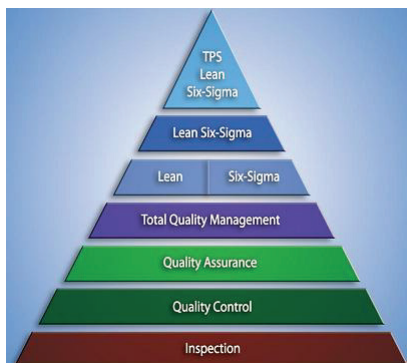 TPS
Lean
Six-Sigma
Lean Six-Sigma
Lean Six-Sigma
Total Quality Management
Quality Assurance
Quality Control
Inspection